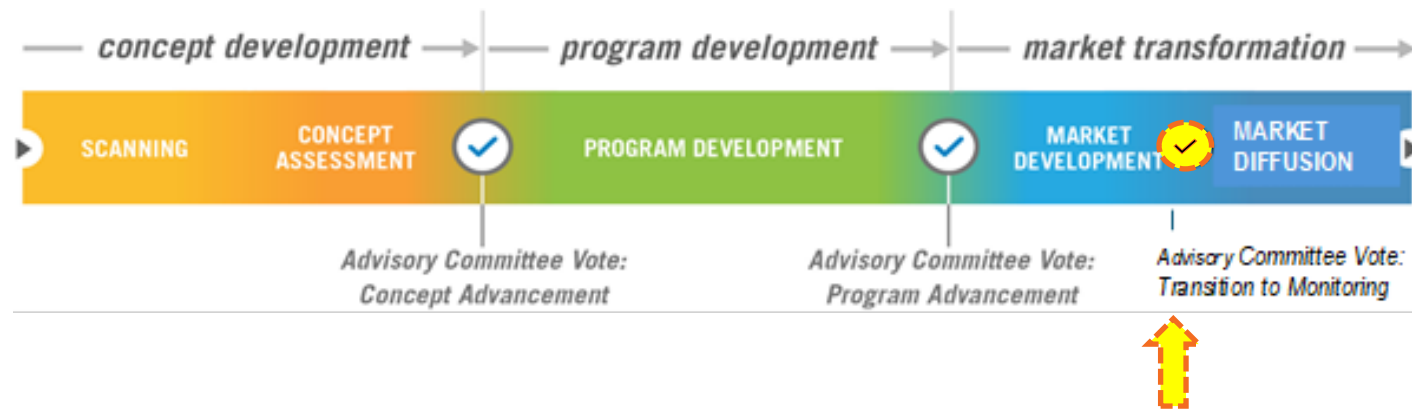 concept development
program development
market transformation
SCANNING
CONCEPT
ASSESSMENT
PROGRAM DEVELOPMENT
MARKET
DEVELOPMENT
MARKET
DIFFUSION
Advisory Committee Vote:
Concept Advancement
Advisory Committee Vote:
Program Advancement
Advisory Committee Vote:
Transition to Monitoring